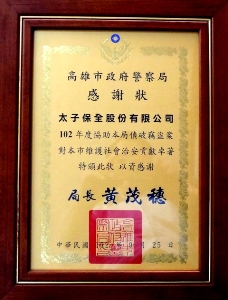 高雄市政府警察局
感謝狀
太子保全股份有限公司
102年度協助本局偵破竊盜案
對本市維護社會治安貢獻卓著
特頒此狀 以資感謝
局長 黃茂穗
中華民國 月 25 日